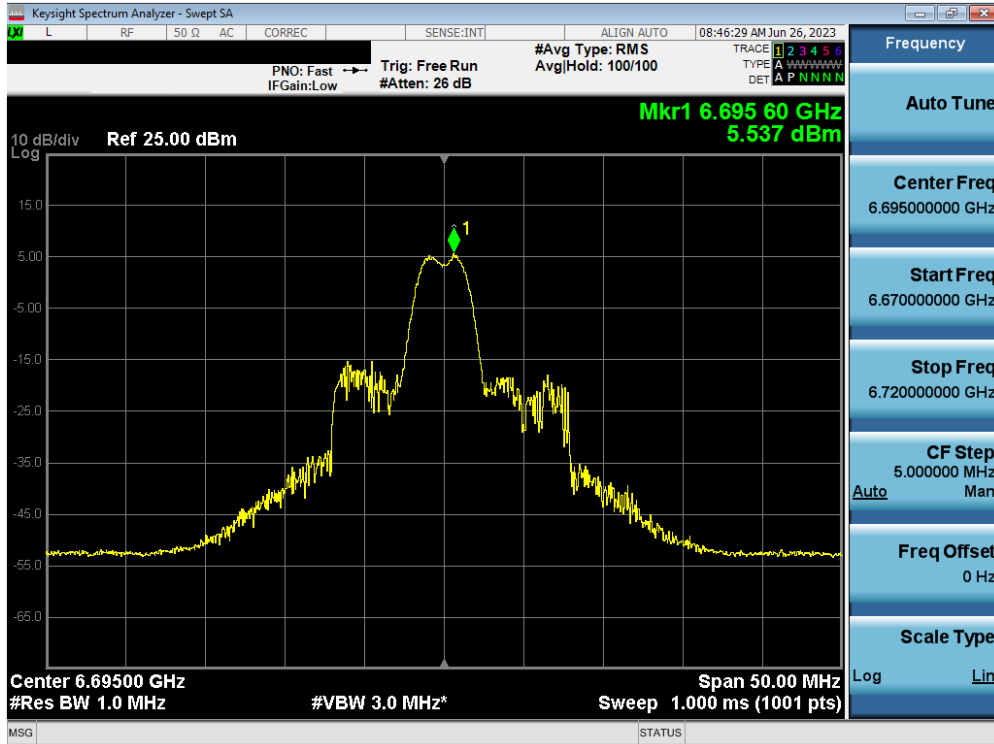 Keysight Spectrum Analyzer - Swept SA
LXI L RF 50 Ω AC CORREC SENSE:INT ALIGN AUTO 08:46:29 AM Jun 26, 2023
Frequency
PNO: Fast
IFGain:Low
Trig: Free Run
#Atten: 26 dB
#Avg Type: RMS
Avg|Hold: 100/100
TRACE 1 2 3 4 5 6
TYPE A WWWWW
DET A P N N N N
Mkr1 6.695 60 GHz
5.537 dBm
10 dB/div Ref 25.00 dBm
Log
15.0
5.00
-5.00
-15.0
-25.0
-35.0
-45.0
-55.0
-65.0
1
Center 6.69500 GHz
#Res BW 1.0 MHz
#VBW 3.0 MHz*
Span 50.00 MHz
Sweep 1.000 ms (1001 pts)
Auto Tune
Center Freq
6.695000000 GHz
Start Freq
6.670000000 GHz
Stop Freq
6.720000000 GHz
CF Step
5.000000 MHz
Auto Man
Freq Offset
0 Hz
Scale Type
Log Lin
MSG STATUS